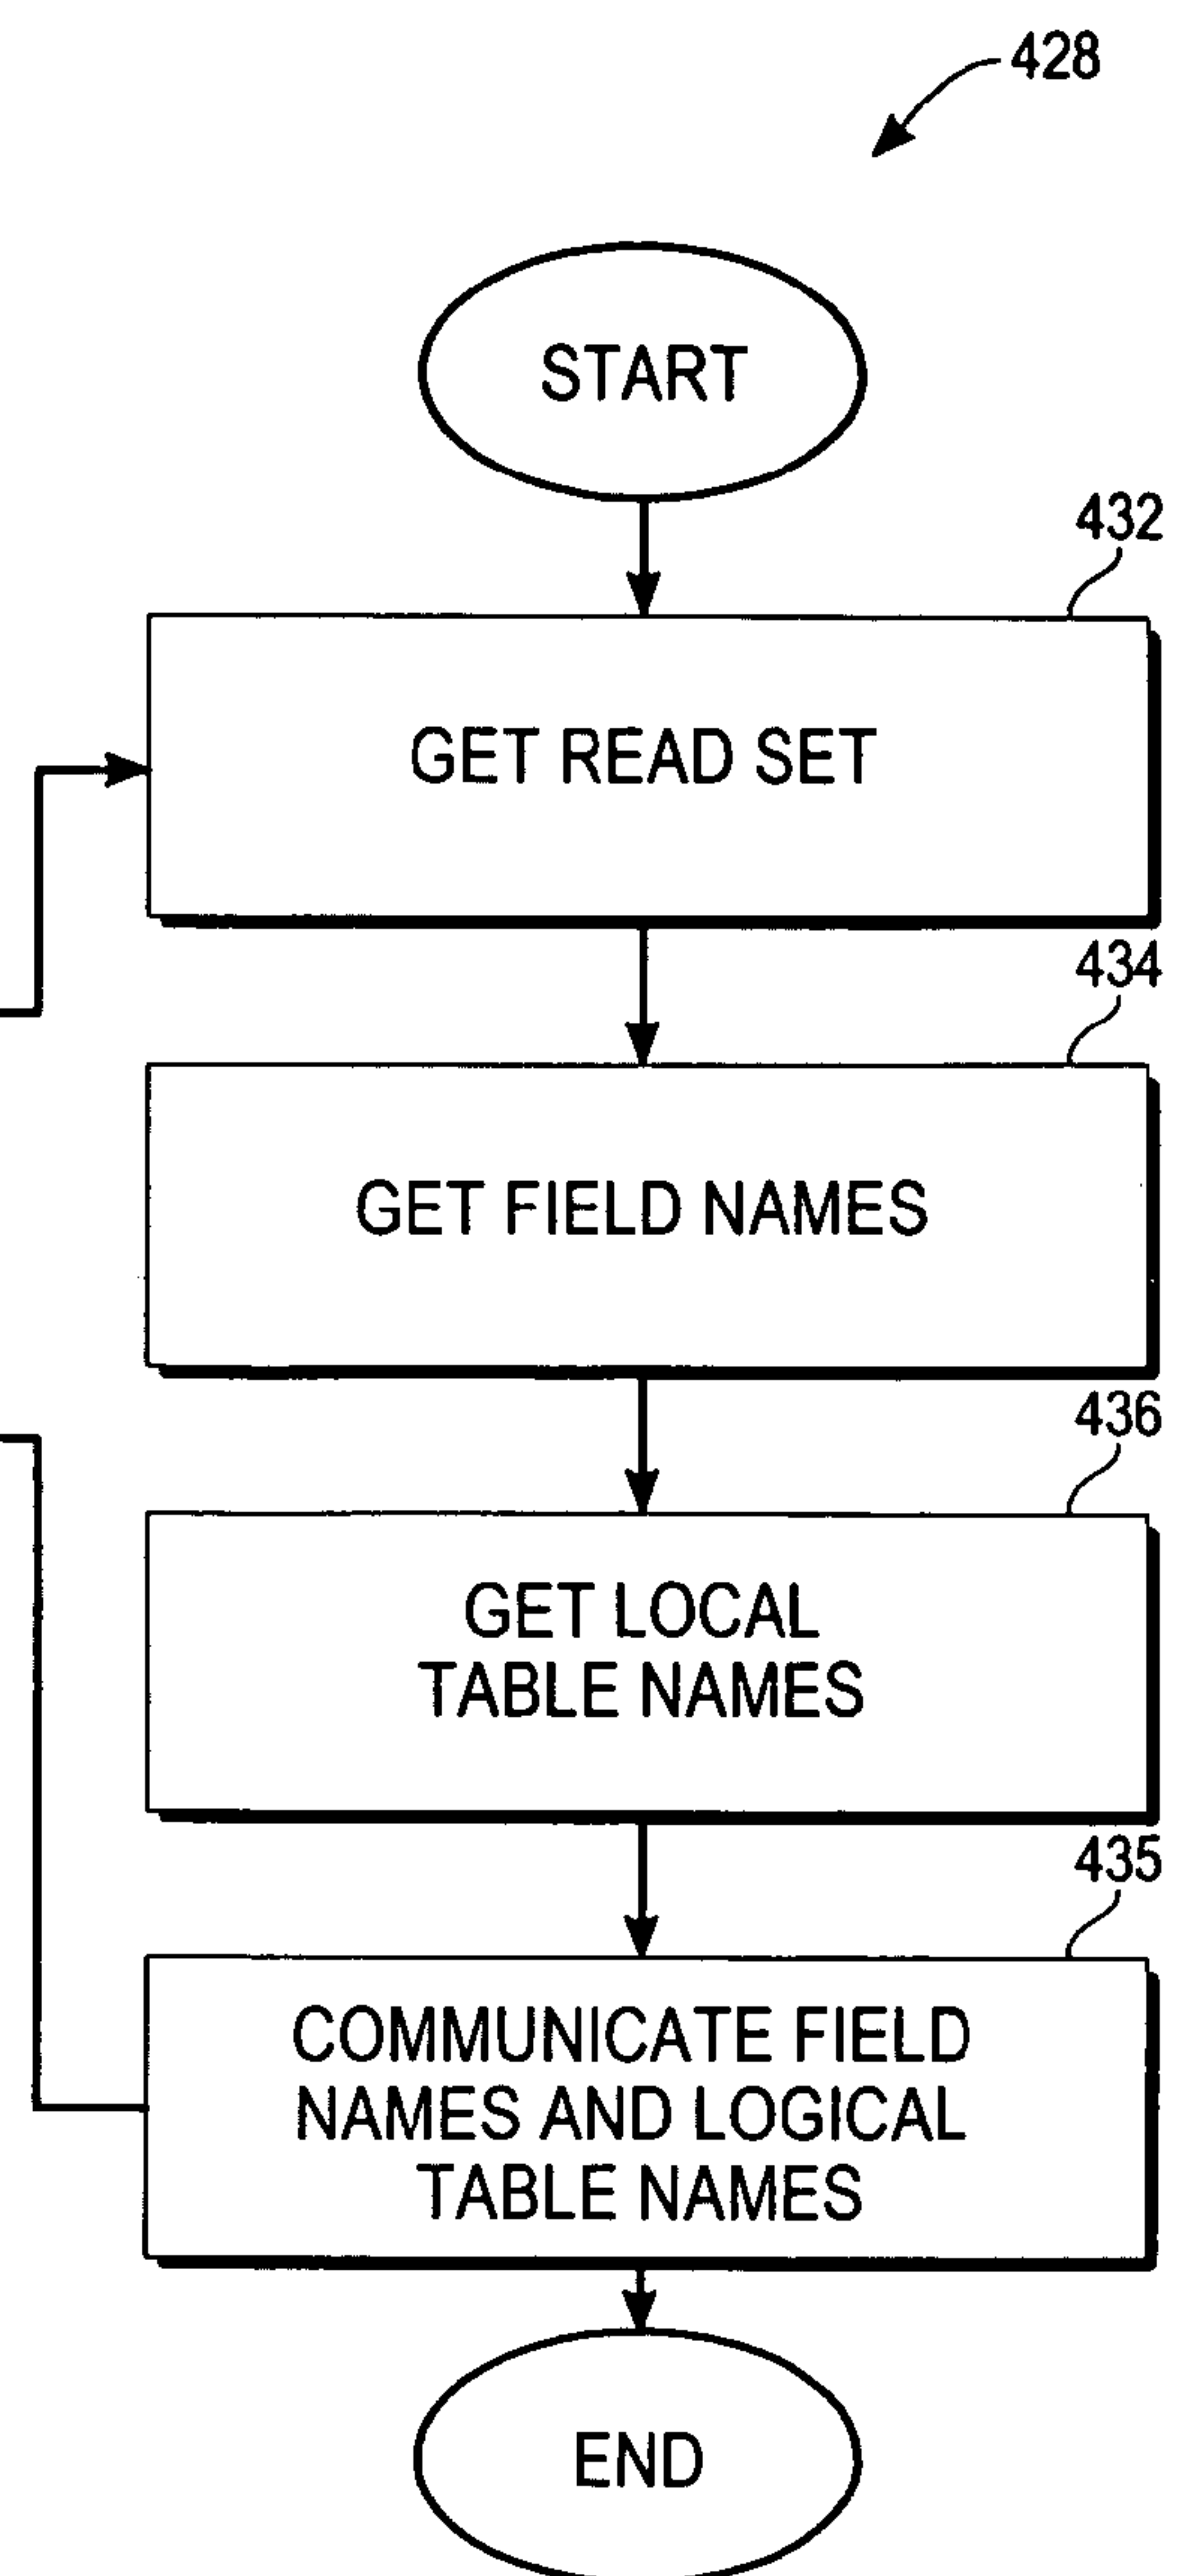 428
START
432
GET READ SET
434
GET FIELD NAMES
436
GET LOCAL
TABLE NAMES
435
COMMUNICATE FIELD
NAMES AND LOGICAL
TABLE NAMES
END